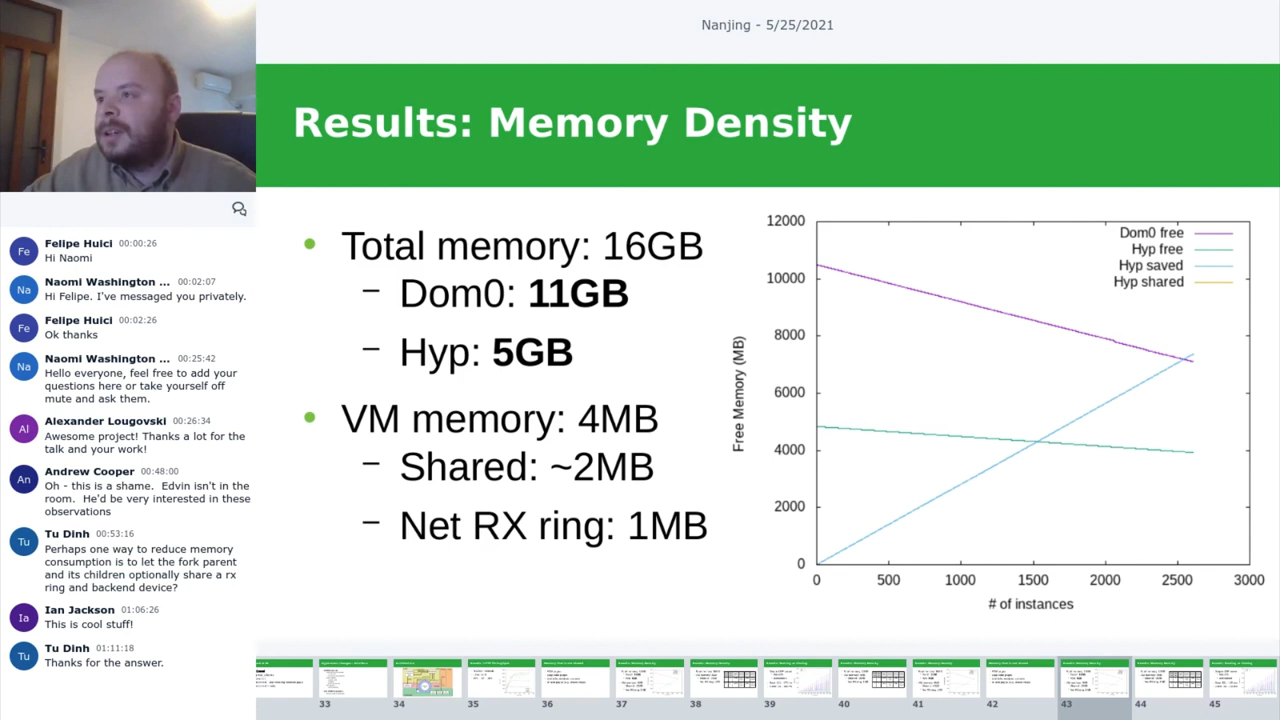 Nanjing - 5/25/2021
Results: Memory Density
Total memory: 16GB
– Dom0: 11GB
– Hyp: 5GB
VM memory: 4MB
– Shared: ~2MB
– Net RX ring: 1MB
Free Memory (MB)
12000
10000
8000
6000
4000
2000
0
Dom0 free
Hyp free
Hyp saved
Hyp shared
0 500 1000 1500 2000 2500 3000
# of instances
Fe
Felipe Huici 00:00:26
Hi Naomi
Na
Naomi Washington ... 00:02:07
Hi Felipe. I've messaged you privately.
Fe
Felipe Huici 00:02:26
Ok thanks
Na
Naomi Washington ... 00:25:42
Hello everyone, feel free to add your
questions here or take yourself off
mute and ask them.
Al
Alexander Lougovski 00:26:34
Awesome project! Thanks a lot for the
talk and your work!
An
Andrew Cooper 00:48:00
Oh - this is a shame. Edvin isn't in the
room. He'd be very interested in these
observations
Tu
Tu Dinh 00:53:16
Perhaps one way to reduce memory
consumption is to let the fork parent
and its children optionally share a rx
ring and backend device?
Ia
Ian Jackson 01:06:26
This is cool stuff!
Tu
Tu Dinh 01:11:18
Thanks for the answer.
33 34 35 36 37 38 39 40 41 42 43 44 45